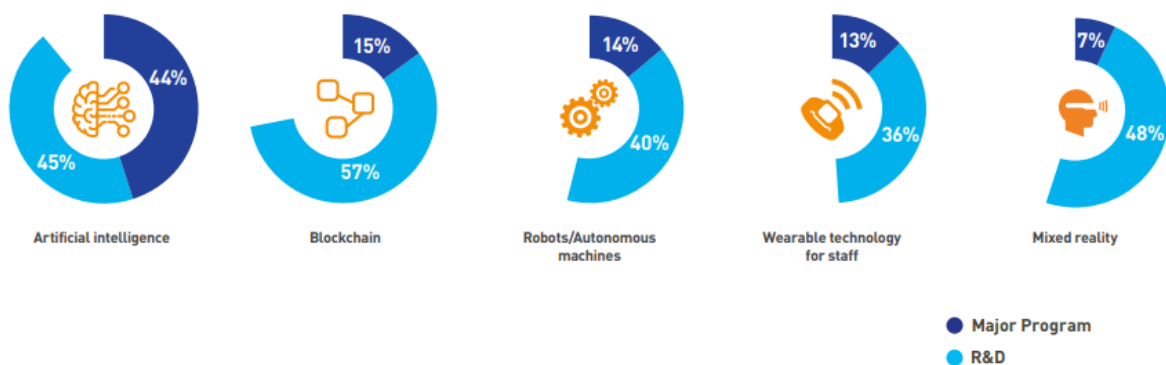 44%
45%
Artificial intelligence
15%
57%
Blockchain
14%
40%
Robots/Autonomous
machines
13%
36%
Wearable technology
for staff
7%
48%
Mixed reality
Major Program
R&D